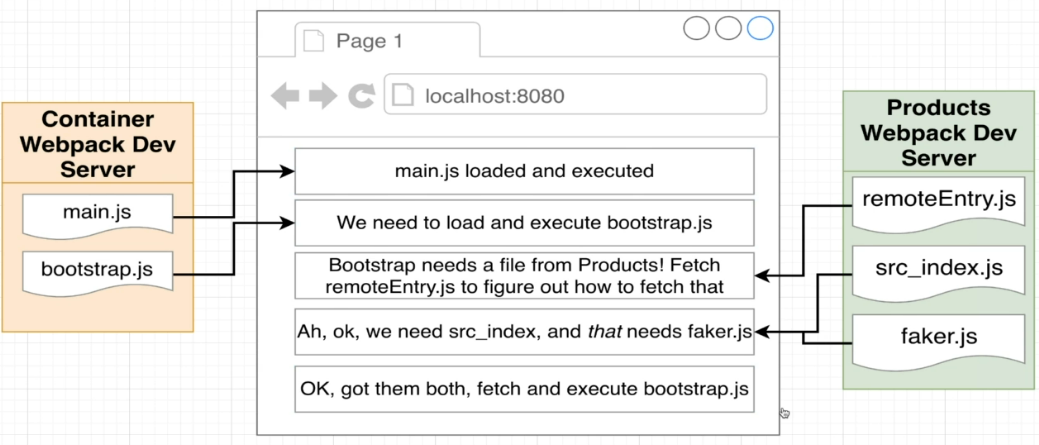 Page 1
localhost:8080
Container
Webpack Dev
Server
main.js
bootstrap.js
main.js loaded and executed
We need to load and execute bootstrap.js
Bootstrap needs a file from Products! Fetch
remoteEntry.js to figure out how to fetch that
Ah, ok, we need src_index, and that needs faker.js
OK, got them both, fetch and execute bootstrap.js
Products
Webpack Dev
Server
remoteEntry.js
src_index.js
faker.js